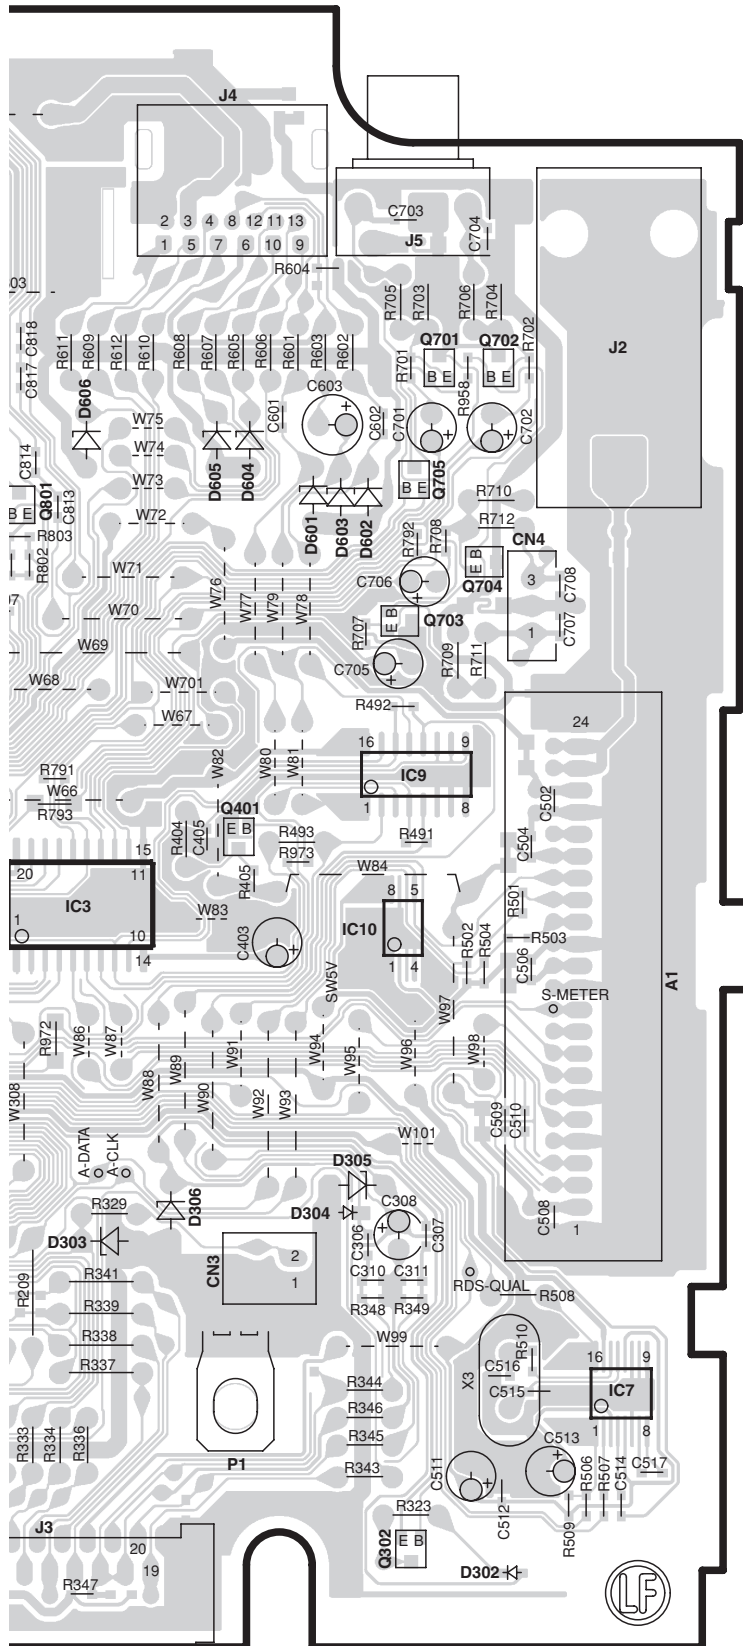 J4
2 3 4 8 12 11 13
1 5 7 6 10 9
C703
J5
C704
R604
R705
R703
R706
R704
C818
C817
R611
R609
R612
R610
R608
R607
R605
R606
R601
R603
R602
Q701
Q702
R702
J2
R701
B E
R958
B E
D606
C603
C601
C602
C701
C702
W75
W74
W73
W72
D605
D604
C814
Q801
B E
C813
R803
R802
D601
D603
D602
Q705
B E
R710
R712
CN4
R792
R708
W71
W70
W69
W68
W76
W77
W79
W78
C706
E B
Q704
3
1
C708
C707
E B
Q703
R707
C705
R709
R711
W701
W67
R492
24
16
9
IC9
1
8
W82
W80
W81
R791
W66
R793
C502
Q401
E B
R404
C405
R493
R973
R491
C504
15
20
11
IC3
1
10
14
R405
W84
8 5
IC10
1 4
R501
W83
C403
R502
R504
R503
C506
A1
SW5V
S-METER
W97
R972
W86
W87
W88
W89
W90
W91
W92
W93
W94
W95
W96
W98
W308
C509
C510
W101
A-DATA
A-CLK
D305
R329
D306
D304
C308
C306
C307
C508
1
D303
CN3
2
1
C310
C311
RDS-QUAL
R209
R341
R339
R338
R337
R348
R349
R508
W99
R510
X3
C516
C515
16
9
IC7
1
8
R344
R346
R345
R343
P1
R333
R334
R336
C511
C513
C512
R509
R506
R507
C514
C517
J3
20
19
R347
R323
E B
Q302
D302
LF